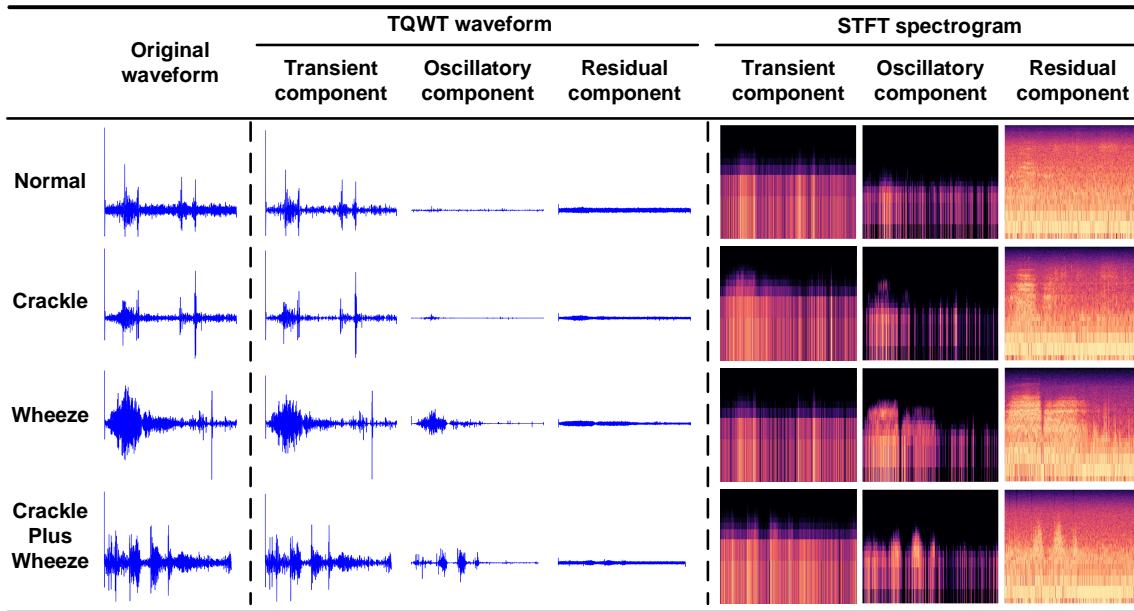 TQWT waveform
STFT spectrogram
Original
waveform
Transient
component
Oscillatory
component
Residual
component
Transient
component
Oscillatory
component
Residual
component
Normal
Crackle
Wheeze
Crackle
Plus
Wheeze